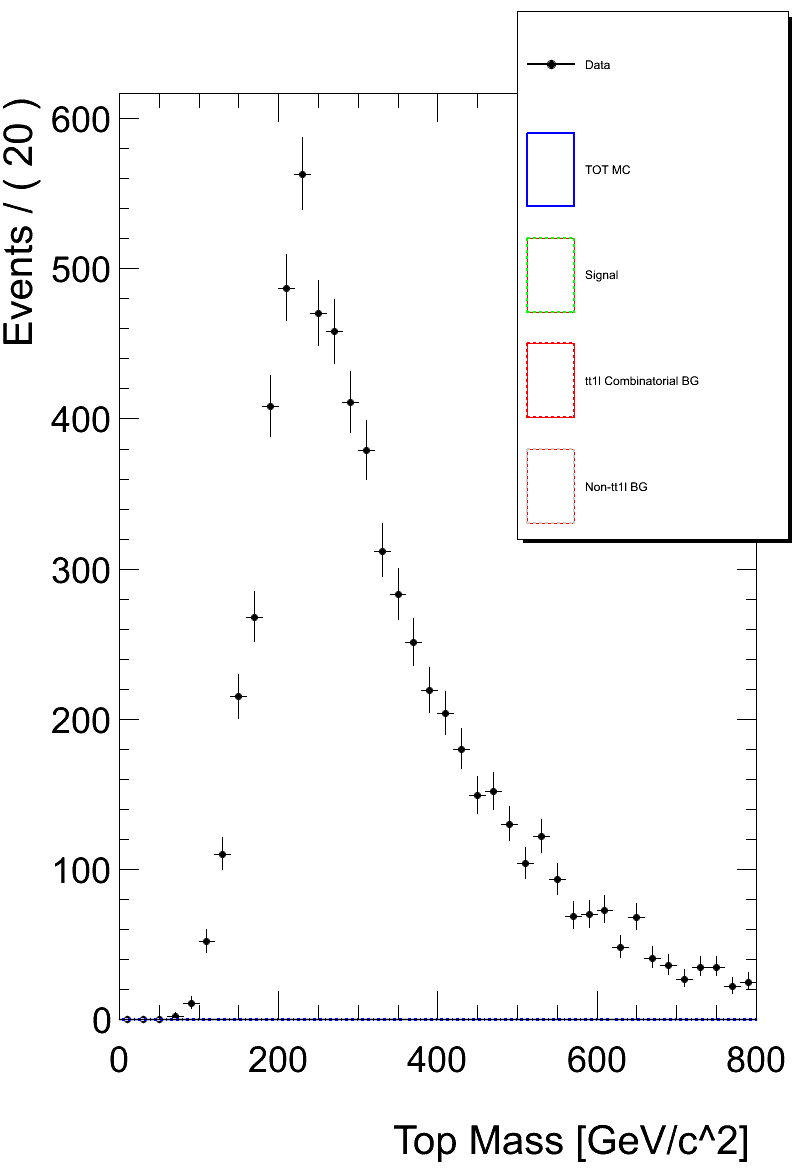 Data
TOT MC
Signal
tt1l Combinatorial BG
Non-tt1l BG
Events / ( 20 )
600
500
400
300
200
100
0
0 200 400 600 800
Top Mass [GeV/c^2]